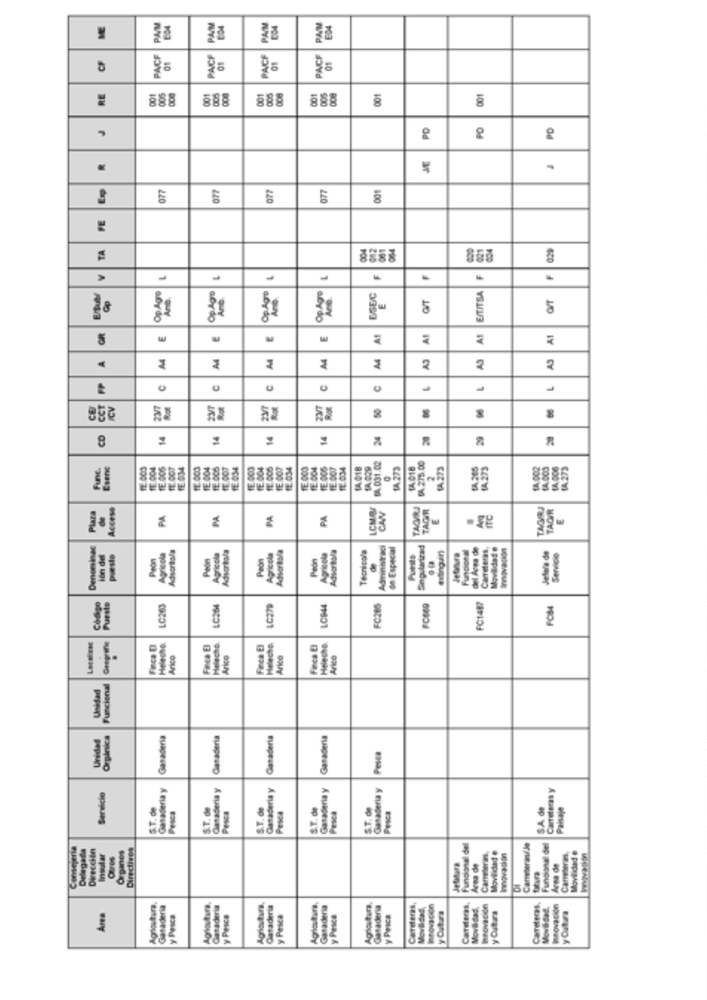 Área
Consejería
Delegada
Dirección
Insular
Otros
Órganos
Directivos
Servicio
Unidad
Orgánica
Unidad
Funcional
Localizac
.
Geográfic
a
Código
Puesto
Denominac
ión del
puesto
Plaza
de
Acceso
Func.
Esenc
CD
CE/
CCT
/CV
FP
A
GR
E/Sub/
Gp
V
TA
FE
Exp
R
J
RE
CF
ME
Agricultura,
Ganadería
y Pesca
S.T. de
Ganadería y
Pesca
Ganadería
Finca El
Helecho.
Arico
LC263
Peón
Agrícola
Adscrito/a
PA
fE.003
fE.004
fE.005
fE.007
fE.034
14
23/7
Rot
C
A4
E
Op.Agro
Amb.
L
077
001
005
008
PA/CF
01
PA/M
E04
Agricultura,
Ganadería
y Pesca
S.T. de
Ganadería y
Pesca
Ganadería
Finca El
Helecho.
Arico
LC264
Peón
Agrícola
Adscrito/a
PA
fE.003
fE.004
fE.005
fE.007
fE.034
14
23/7
Rot
C
A4
E
Op.Agro
Amb.
L
077
001
005
008
PA/CF
01
PA/M
E04
Agricultura,
Ganadería
y Pesca
S.T. de
Ganadería y
Pesca
Ganadería
Finca El
Helecho.
Arico
LC279
Peón
Agrícola
Adscrito/a
PA
fE.003
fE.004
fE.005
fE.007
fE.034
14
23/7
Rot
C
A4
E
Op.Agro
Amb.
L
077
001
005
008
PA/CF
01
PA/M
E04
Agricultura,
Ganadería
y Pesca
S.T. de
Ganadería y
Pesca
Ganadería
Finca El
Helecho.
Arico
LC944
Peón
Agrícola
Adscrito/a
PA
fE.003
fE.004
fE.005
fE.007
fE.034
14
23/7
Rot
C
A4
E
Op.Agro
Amb.
L
077
001
005
008
PA/CF
01
PA/M
E04
Agricultura,
Ganadería
y Pesca
S.T. de
Ganadería y
Pesca
Pesca
FC285
Técnico/a
de
Administraci
ón Especial
LCM/B/
CA/V
fA.018
fA.029
fA.031.02
0
fA.273
24
50
C
A4
A1
E/SE/C
E
F
004
012
061
064
001
001
Carreteras,
Movilidad,
Innovación
y Cultura
FC669
Puesto
Singularizad
o (a
extinguir)
TAG/RJ
TAG/R
E
fA.018
fA.275.00
2
fA.273
28
86
L
A3
A1
G/T
F
J/E
PD
Carreteras,
Movilidad,
Innovación
y Cultura
Jefatura
Funcional del
Área de
Carreteras,
Movilidad e
Innovación
FC1487
Jefatura
Funcional
del Área de
Carreteras,
Movilidad e
Innovación
II
Arq
ITC
fA.265
fA.273
29
96
L
A3
A1
E/T/TSA
F
020
021
024
PD
001
Carreteras,
Movilidad,
Innovación
y Cultura
DI
Carreteras/Je
fatura
Funcional del
Área de
Carreteras,
Movilidad e
Innovación
S.A. de
Carreteras y
Paisaje
FC84
Jefe/a de
Servicio
TAG/RJ
TAG/R
E
fA.002
fA.003
fA.006
fA.273
28
86
L
A3
A1
G/T
F
029
J
PD